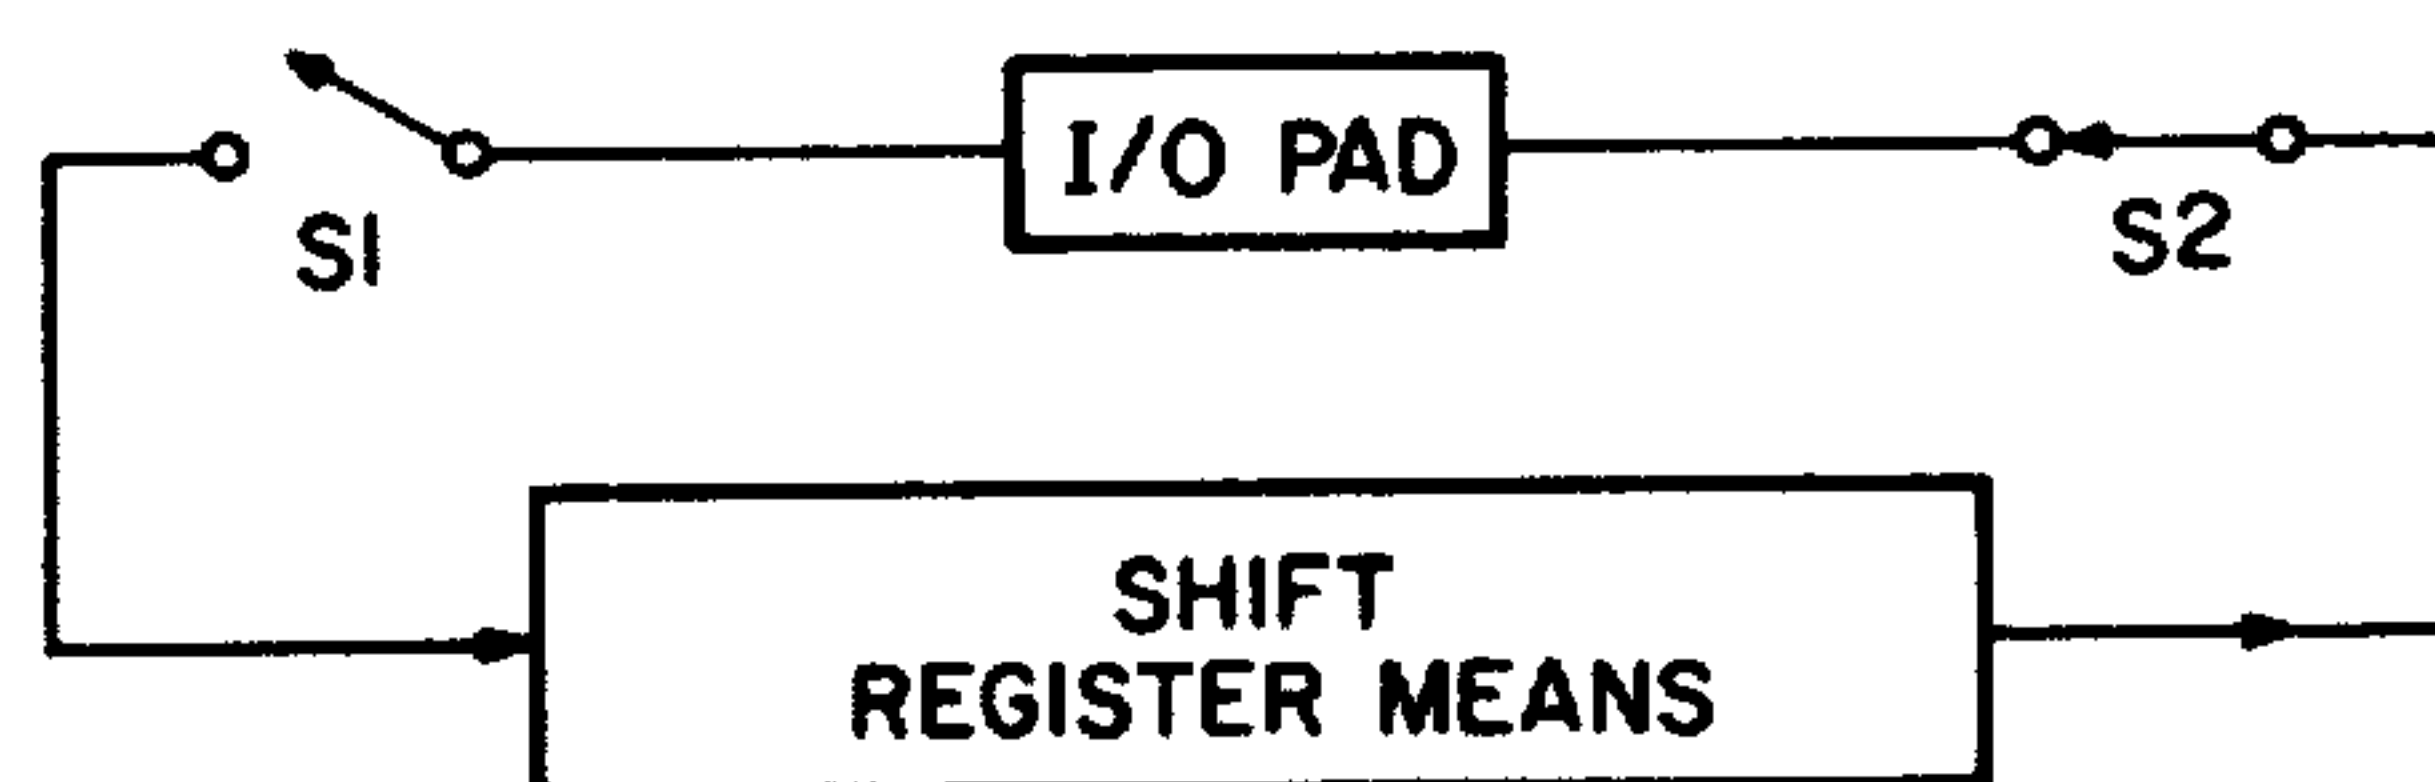 I/O PAD
S1
S2
SHIFT
REGISTER MEANS